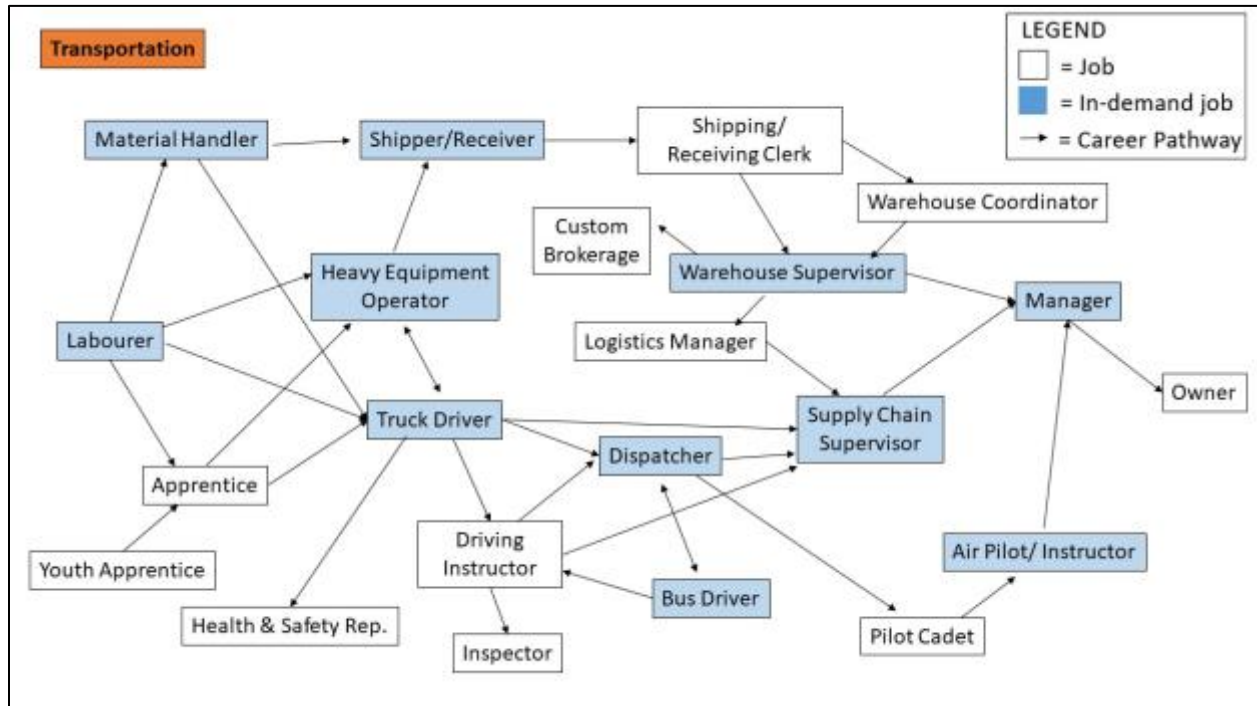 Transportation
LEGEND
= Job
= In-demand job
= Career Pathway
Material Handler
Shipper/Receiver
Shipping/
Receiving Clerk
Warehouse Coordinator
Custom
Brokerage
Heavy Equipment
Operator
Warehouse Supervisor
Manager
Labourer
Logistics Manager
Owner
Truck Driver
Supply Chain
Supervisor
Dispatcher
Apprentice
Driving
Instructor
Air Pilot/ Instructor
Youth Apprentice
Bus Driver
Health & Safety Rep.
Pilot Cadet
Inspector